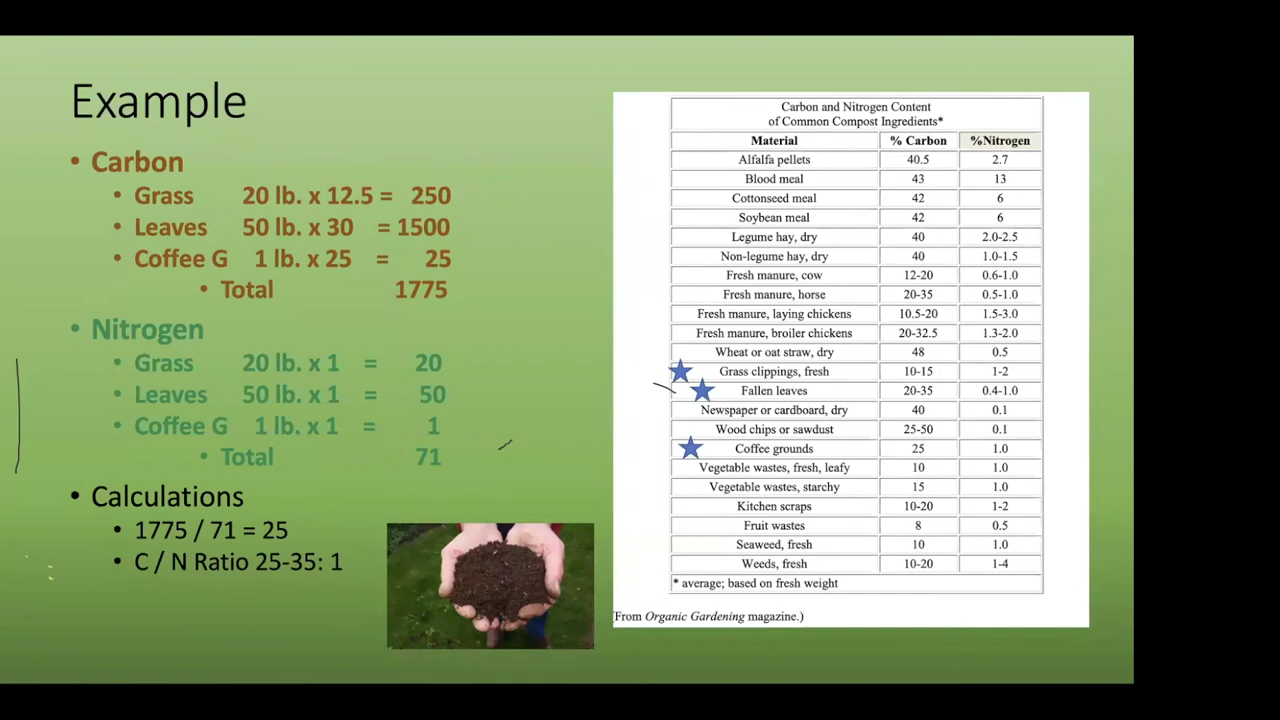 Example
• Carbon
• Grass 20 lb. x 12.5 = 250
• Leaves 50 lb. x 30 = 1500
• Coffee G 1 lb. x 25 = 25
• Total 1775
• Nitrogen
• Grass 20 lb. x 1 = 20
• Leaves 50 lb. x 1 = 50
• Coffee G 1 lb. x 1 = 1
• Total 71
• Calculations
• 1775 / 71 = 25
• C / N Ratio 25-35: 1
Carbon and Nitrogen Content
of Common Compost Ingredients*
Material % Carbon %Nitrogen
Alfalfa pellets 40.5 2.7
Blood meal 43 13
Cottonseed meal 42 6
Soybean meal 42 6
Legume hay, dry 40 2.0-2.5
Non-legume hay, dry 40 1.0-1.5
Fresh manure, cow 12-20 0.6-1.0
Fresh manure, horse 20-35 0.5-1.0
Fresh manure, laying chickens 10.5-20 1.5-3.0
Fresh manure, broiler chickens 20-32.5 1.3-2.0
Wheat or oat straw, dry 48 0.5
Grass clippings, fresh 10-15 1-2
Fallen leaves 20-35 0.4-1.0
Newspaper or cardboard, dry 40 0.1
Wood chips or sawdust 25-50 0.1
Coffee grounds 25 1.0
Vegetable wastes, fresh, leafy 10 1.0
Vegetable wastes, starchy 15 1.0
Kitchen scraps 10-20 1-2
Fruit wastes 8 0.5
Seaweed, fresh 10 1.0
Weeds, fresh 10-20 1-4
* average; based on fresh weight
(From Organic Gardening magazine.)